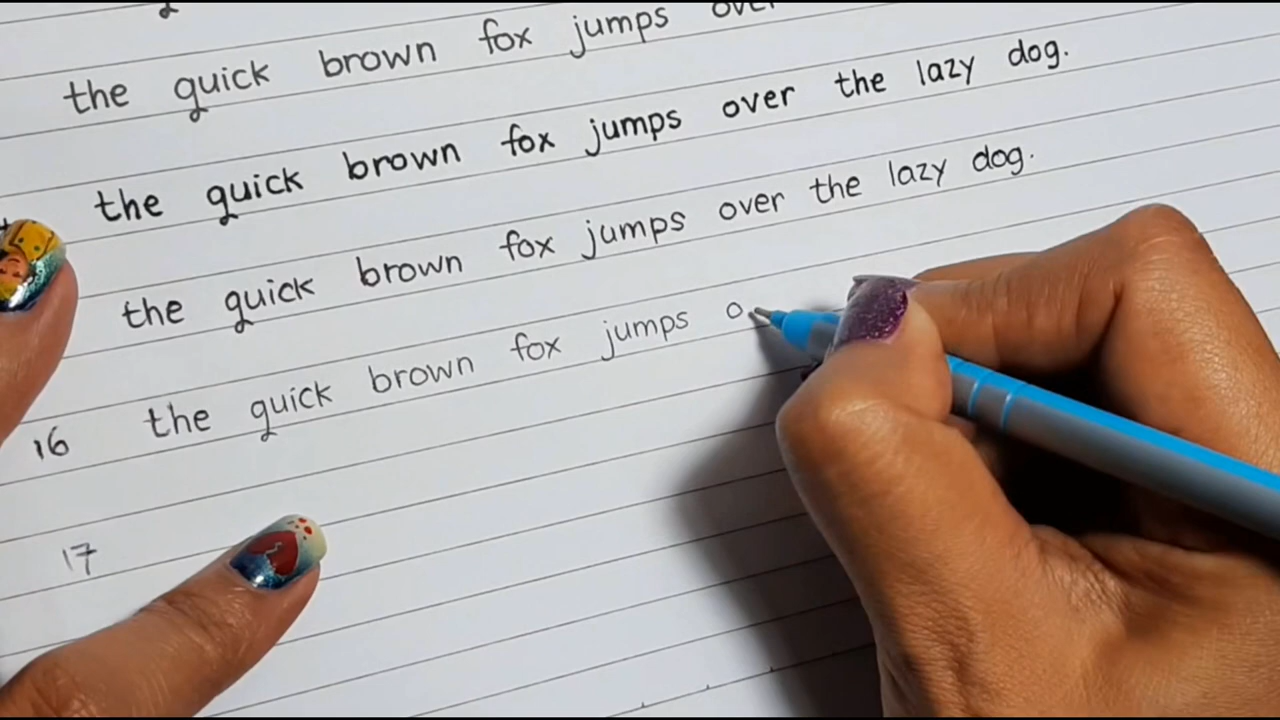 the quick brown fox jumps over
the quick brown fox jumps over the lazy dog.
the quick brown fox jumps over the lazy dog.
16 the quick brown fox jumps o
17